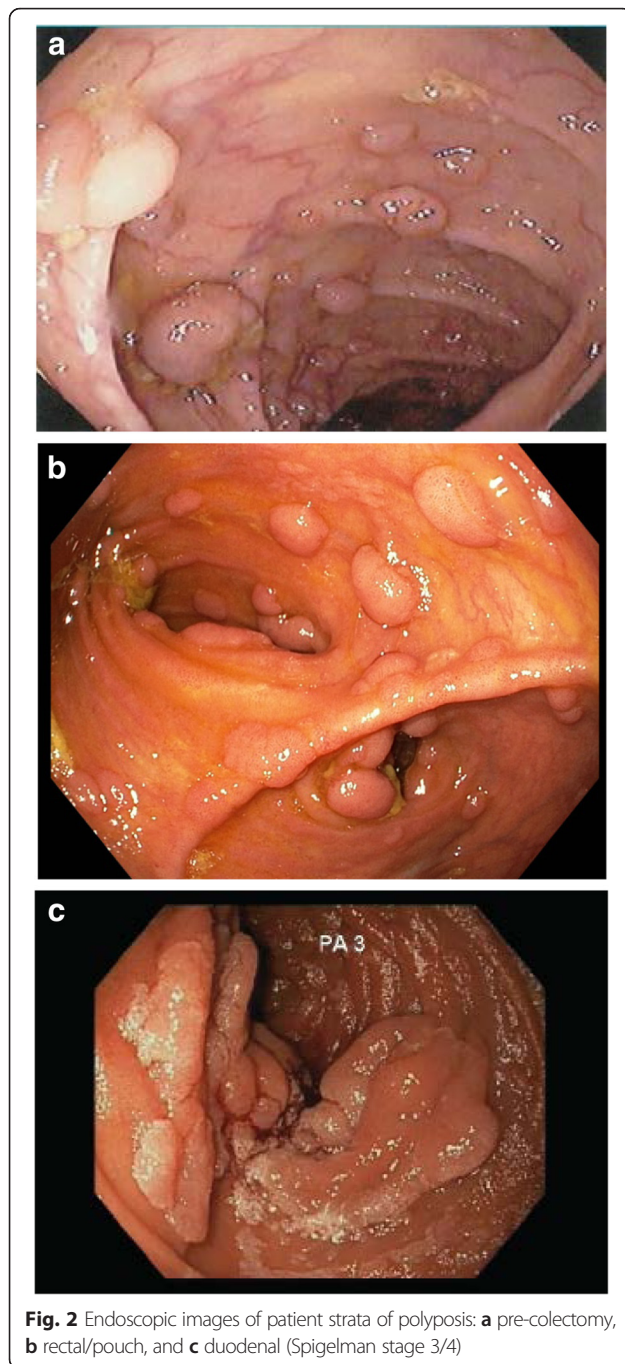 a
b
c
PA 3
Fig. 2 Endoscopic images of patient strata of polyposis: a pre-colectomy,
b rectal/pouch, and c duodenal (Spigelman stage 3/4)